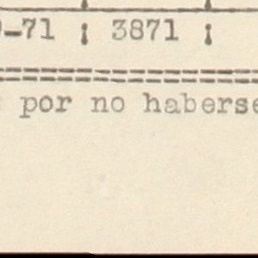 -71 ¦ 3871 ¦
por no haberse